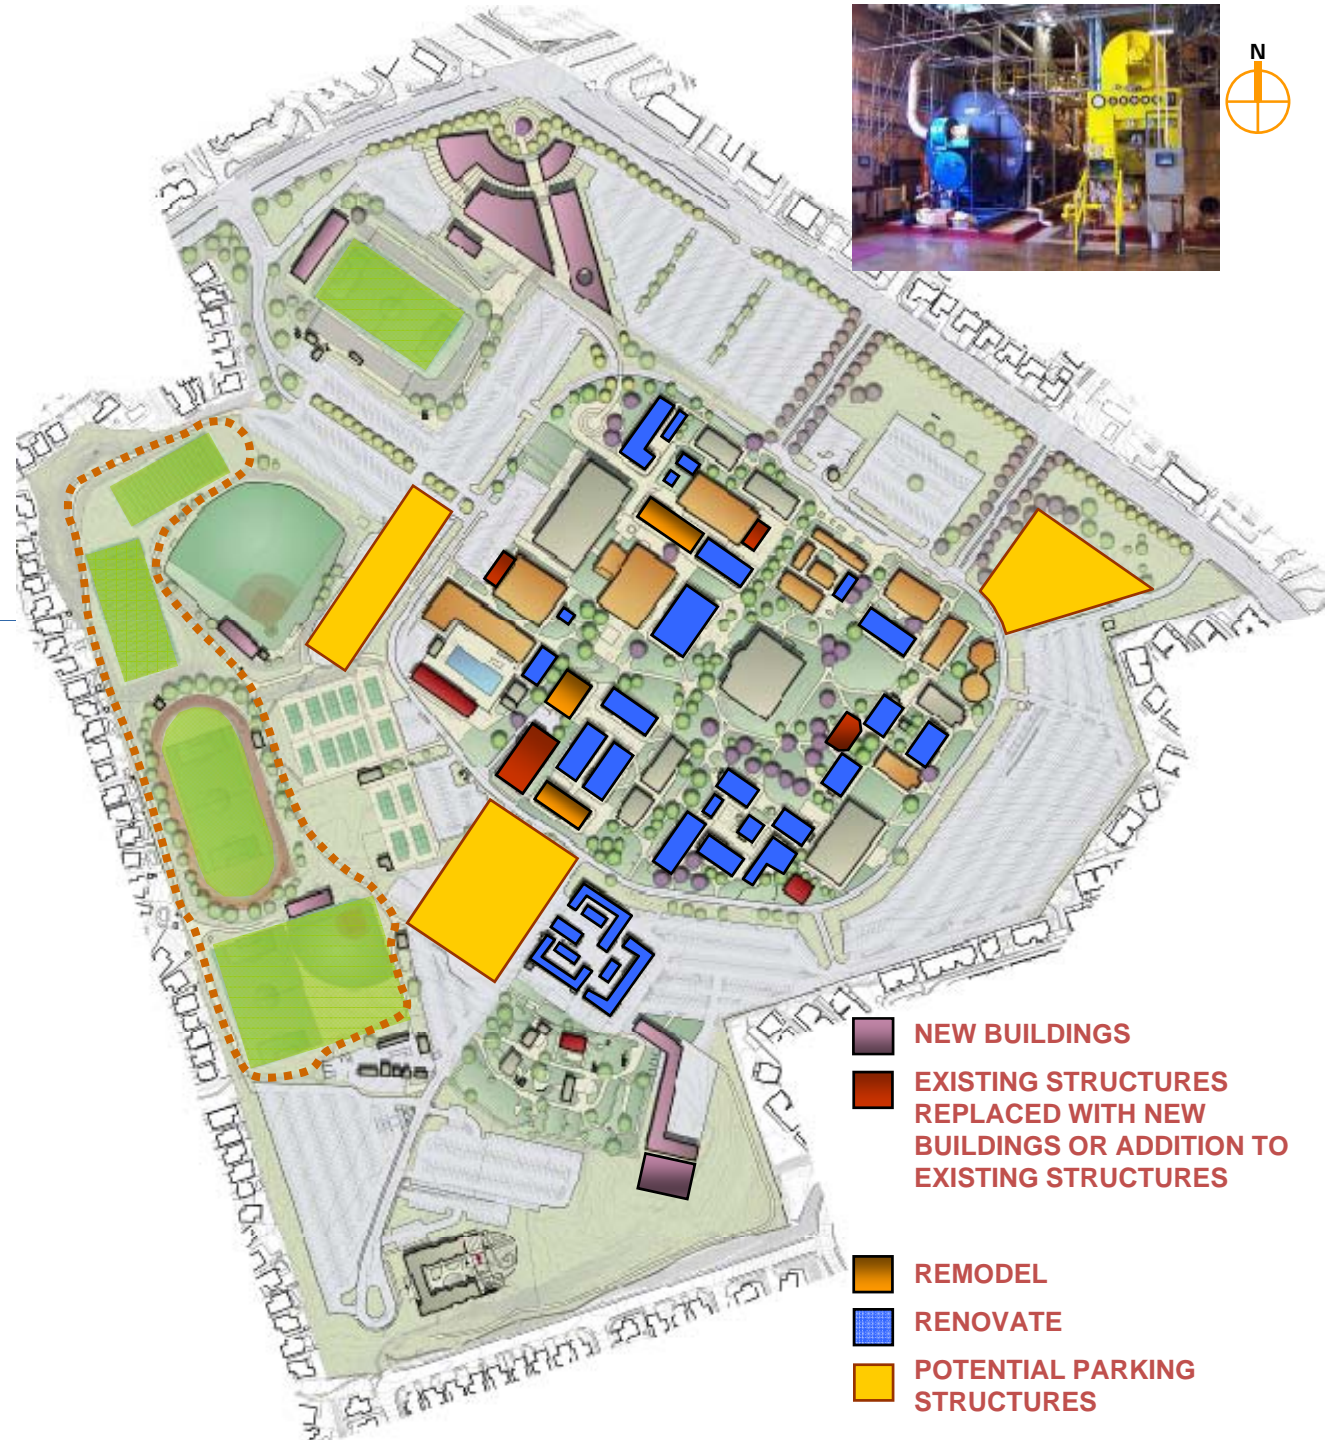 N
NEW BUILDINGS
EXISTING STRUCTURES
REPLACED WITH NEW
BUILDINGS OR ADDITION TO
EXISTING STRUCTURES
REMODEL
RENOVATE
POTENTIAL PARKING
STRUCTURES